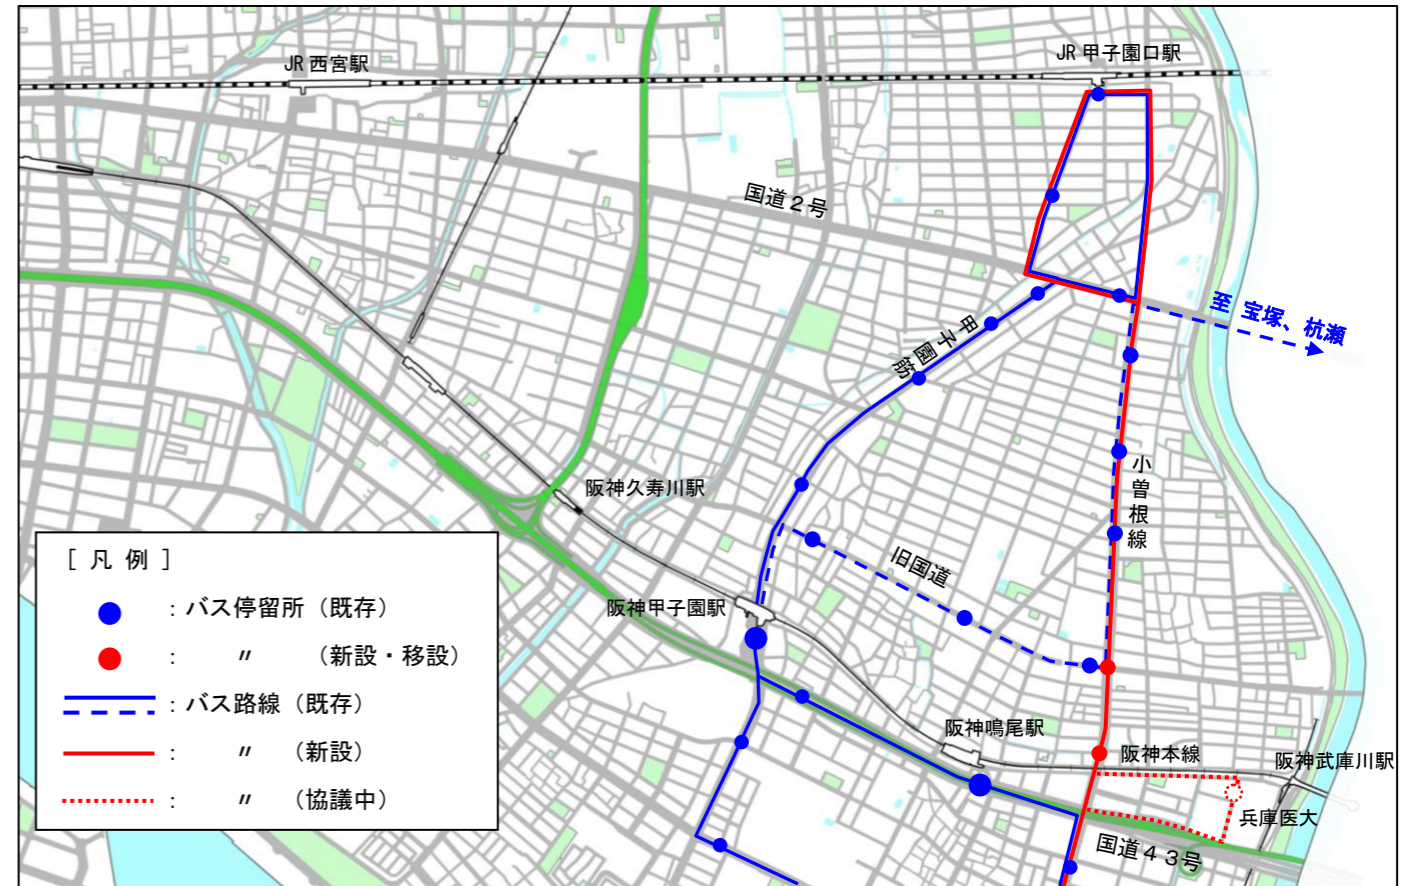 JR 西宮駅
JR 甲子園口駅
国道２号
至 宝塚、杭瀬
甲子園筋
小曽根線
阪神久寿川駅
旧国道
阪神甲子園駅
阪神鳴尾駅
阪神本線
阪神武庫川駅
兵庫医大
国道４３号
［ 凡 例 ］
：バス停留所（既存）
： 〃 （新設・移設）
：バス路線（既存）
： 〃 （新設）
： 〃 （協議中）